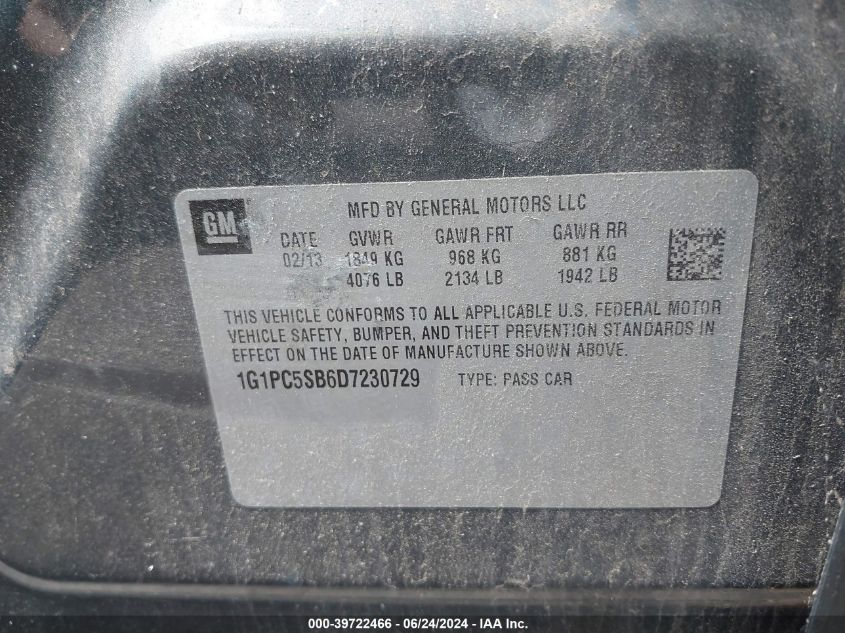 GM
MFD BY GENERAL MOTORS LLC
DATE GVWR GAWR FRT GAWR RR
02/13 1849 KG 968 KG 881 KG
4076 LB 2134 LB 1942 LB
THIS VEHICLE CONFORMS TO ALL APPLICABLE U.S. FEDERAL MOTOR
VEHICLE SAFETY, BUMPER, AND THEFT PREVENTION STANDARDS IN
EFFECT ON THE DATE OF MANUFACTURE SHOWN ABOVE.
1G1PC5SB6D7230729 TYPE: PASS CAR
000-39722466 - 06/24/2024 - www.iaai.com